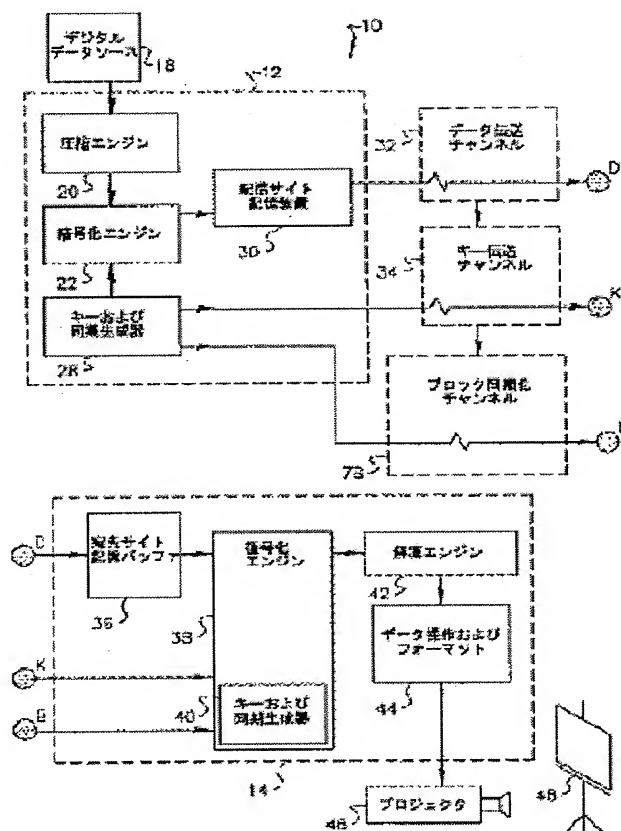 デジタル
データソース
18
10
12
圧縮エンジン
20
暗号化エンジン
22
キーおよび
同期生成器
28
配信サイト
記憶装置
30
データ伝送
チャンネル
32
D
キー伝送
チャンネル
34
K
ブロック同期化
チャンネル
73
D
宛先サイト
記憶バッファ
36
復号化
エンジン
38
キーおよび
同期生成器
40
K
B
解凍エンジン
42
データ操作および
フォーマット
44
14
プロジェクタ
46
48